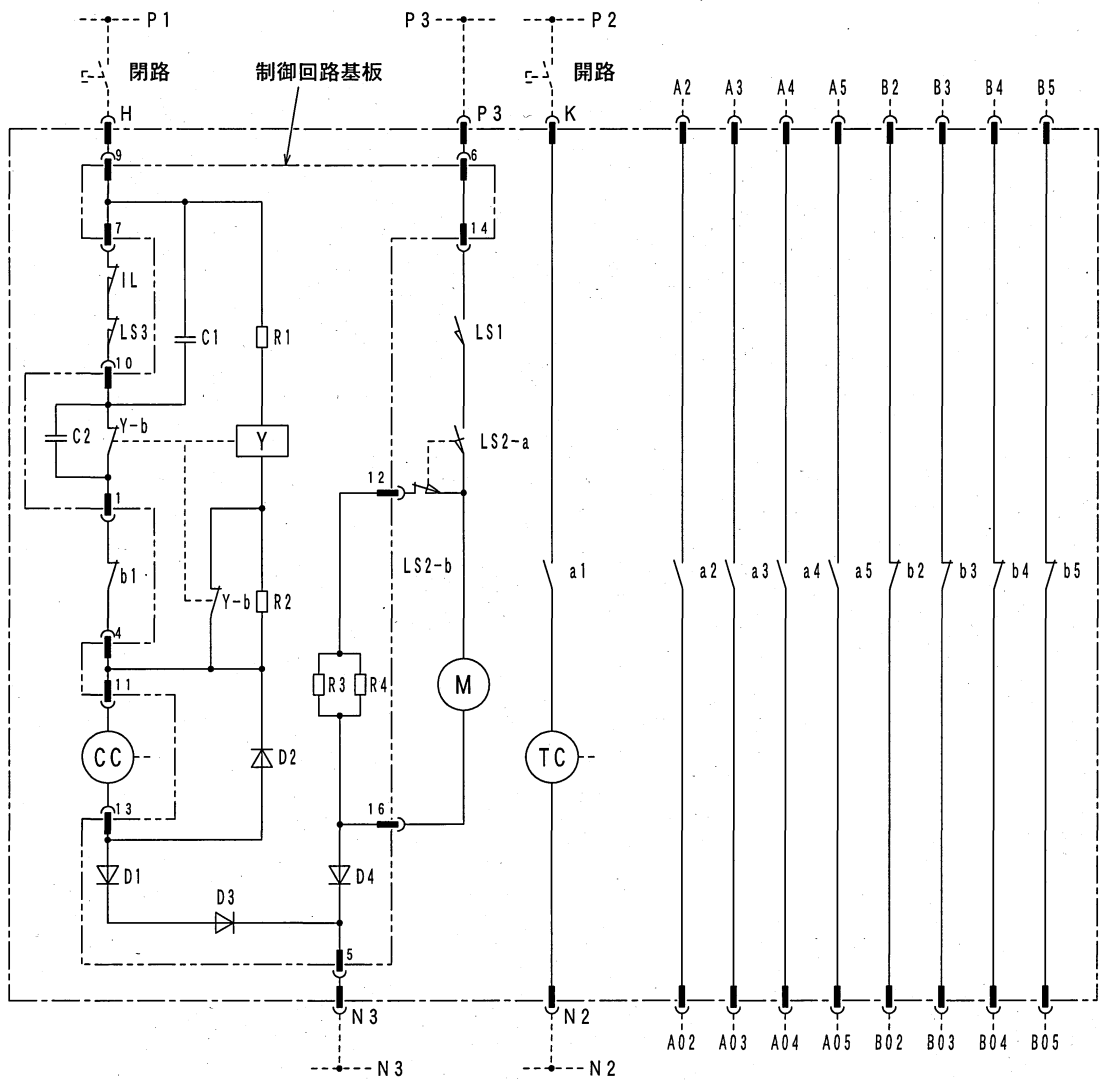 P1
P3
P2
閉路
制御回路基板
開路
A2
A3
A4
A5
B2
B3
B4
B5
H
P3
K
9
6
7
14
IL
LS3
C1
R1
LS1
10
C2
Y-b
Y
LS2-a
12
1
LS2-b
b1
Y-b
R2
a1
a2
a3
a4
a5
b2
b3
b4
b5
4
11
R3
R4
M
CC
D2
TC
13
16
D1
D4
D3
5
N3
N2
A02
A03
A04
A05
B02
B03
B04
B05
N3
N2